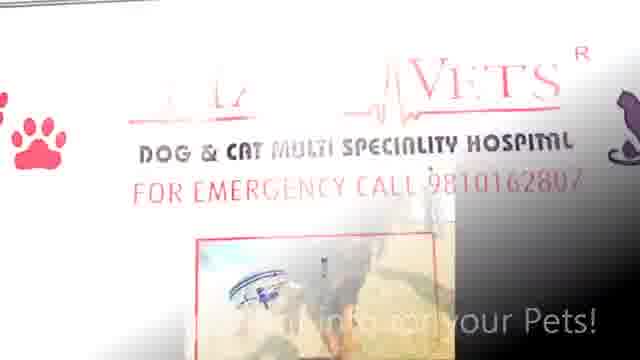 VETS®
DOG & CAT MULTI SPECIALITY HOSPITAL
FOR EMERGENCY CALL 9810162807
your Pets!